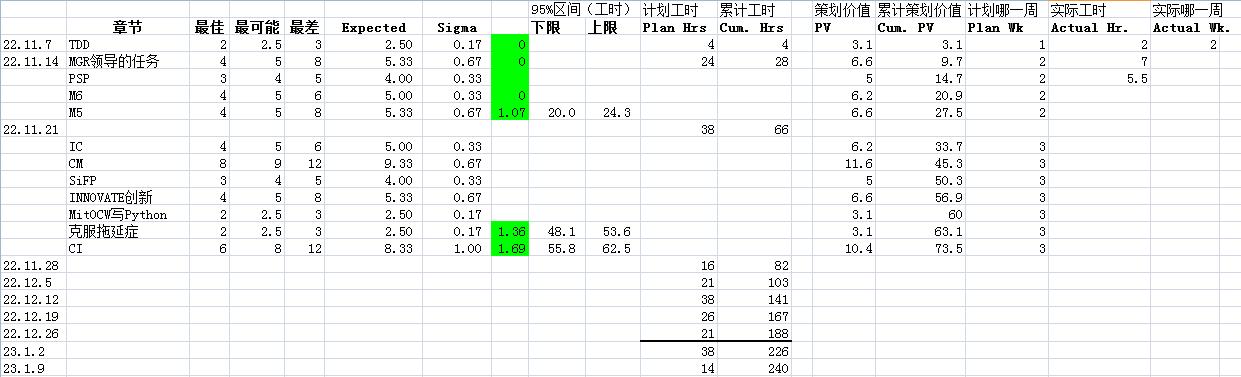 95%区间（工时） 计划工时 累计工时 策划价值 累计策划价值 计划哪一周 实际工时 实际哪一周
章节 最佳 最可能 最差 Expected Sigma 下限 上限 Plan Hrs Cum. Hrs PV Cum. PV Plan Wk Actual Hr. Actual Wk.
22.11.7 TDD 2 2.5 3 2.50 0.17 0 4 4 3.1 3.1 1 2 2
22.11.14 MGR领导的任务 4 5 8 5.33 0.67 0 24 28 6.6 9.7 2 7
PSP 3 4 5 4.00 0.33 5 14.7 2 5.5
M6 4 5 6 5.00 0.33 0 6.2 20.9 2
M5 4 5 8 5.33 0.67 1.07 20.0 24.3 6.6 27.5 2
22.11.21 38 66
IC 4 5 6 5.00 0.33 6.2 33.7 3
CM 8 9 12 9.33 0.67 11.6 45.3 3
SiFP 3 4 5 4.00 0.33 5 50.3 3
INNOVATE创新 4 5 8 5.33 0.67 6.6 56.9 3
MitOCW写Python 2 2.5 3 2.50 0.17 3.1 60 3
克服拖延症 2 2.5 3 2.50 0.17 1.36 48.1 53.6 3.1 63.1 3
CI 6 8 12 8.33 1.00 1.69 55.8 62.5 10.4 73.5 3
22.11.28 16 82
22.12.5 21 103
22.12.12 38 141
22.12.19 26 167
22.12.26 21 188
23.1.2 38 226
23.1.9 14 240